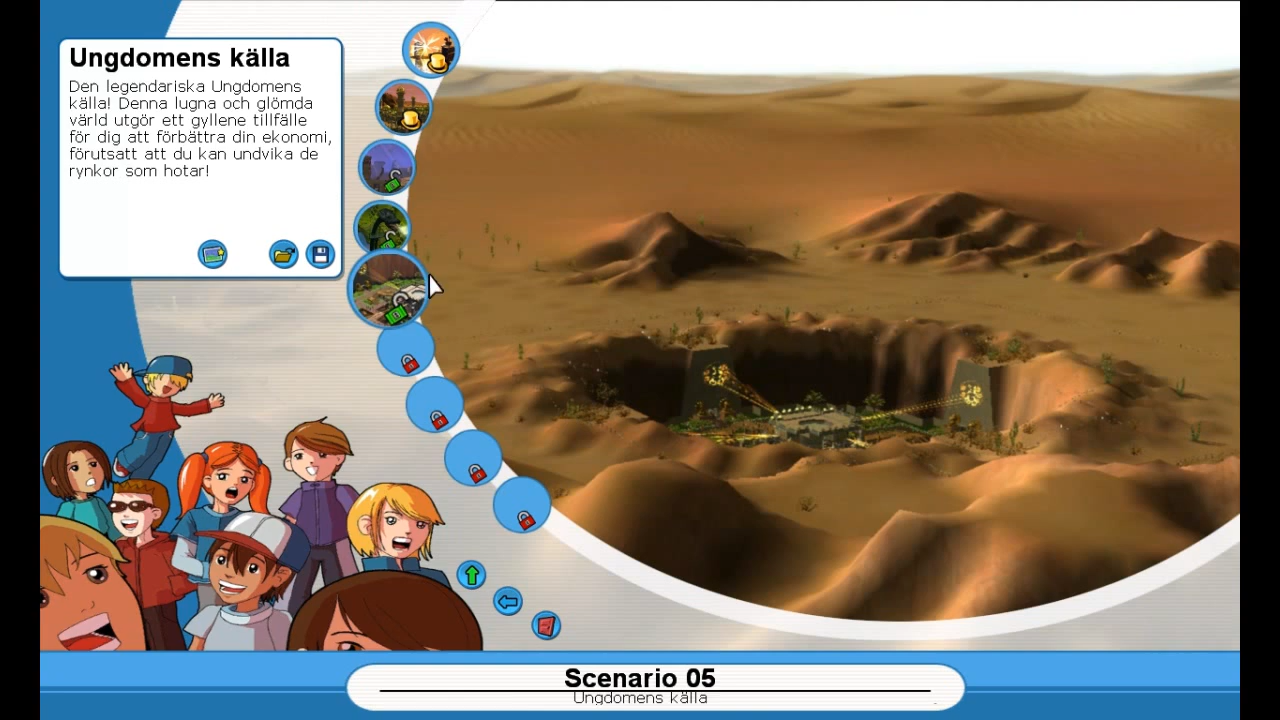 Ungdomens källa
Den legendariska Ungdomens
källa! Denna lugna och glömda
värld utgör ett gyllene tillfälle
för dig att förbättra din ekonomi,
förutsatt att du kan undvika de
rynkor som hotar!
Scenario 05
Ungdomens källa